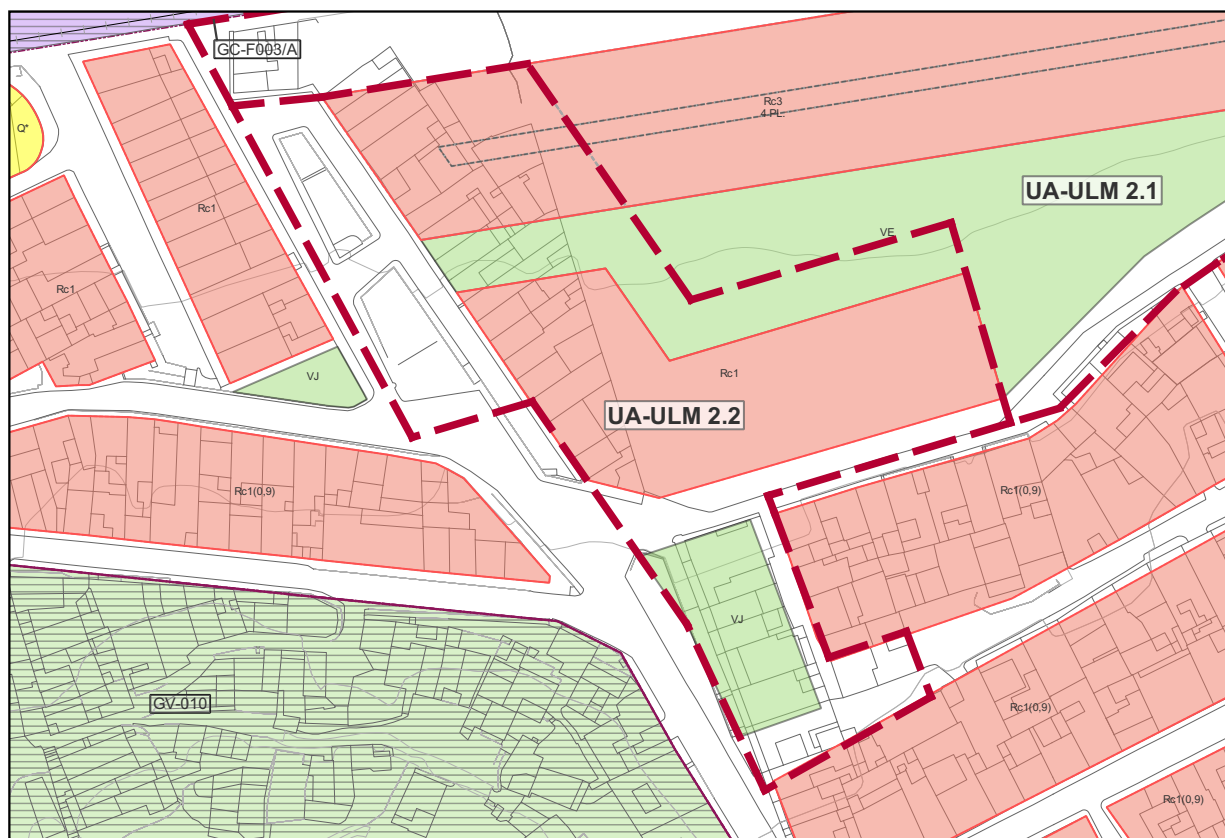 GC-F003/A
Rc3
4 PL.
Q*
UA-ULM 2.1
Rc1
VE
Rc1
VJ
Rc1
UA-ULM 2.2
Rc1(0,9)
Rc1(0,9)
VJ
GV-010
Rc1(0,9)
Rc1(0,9)